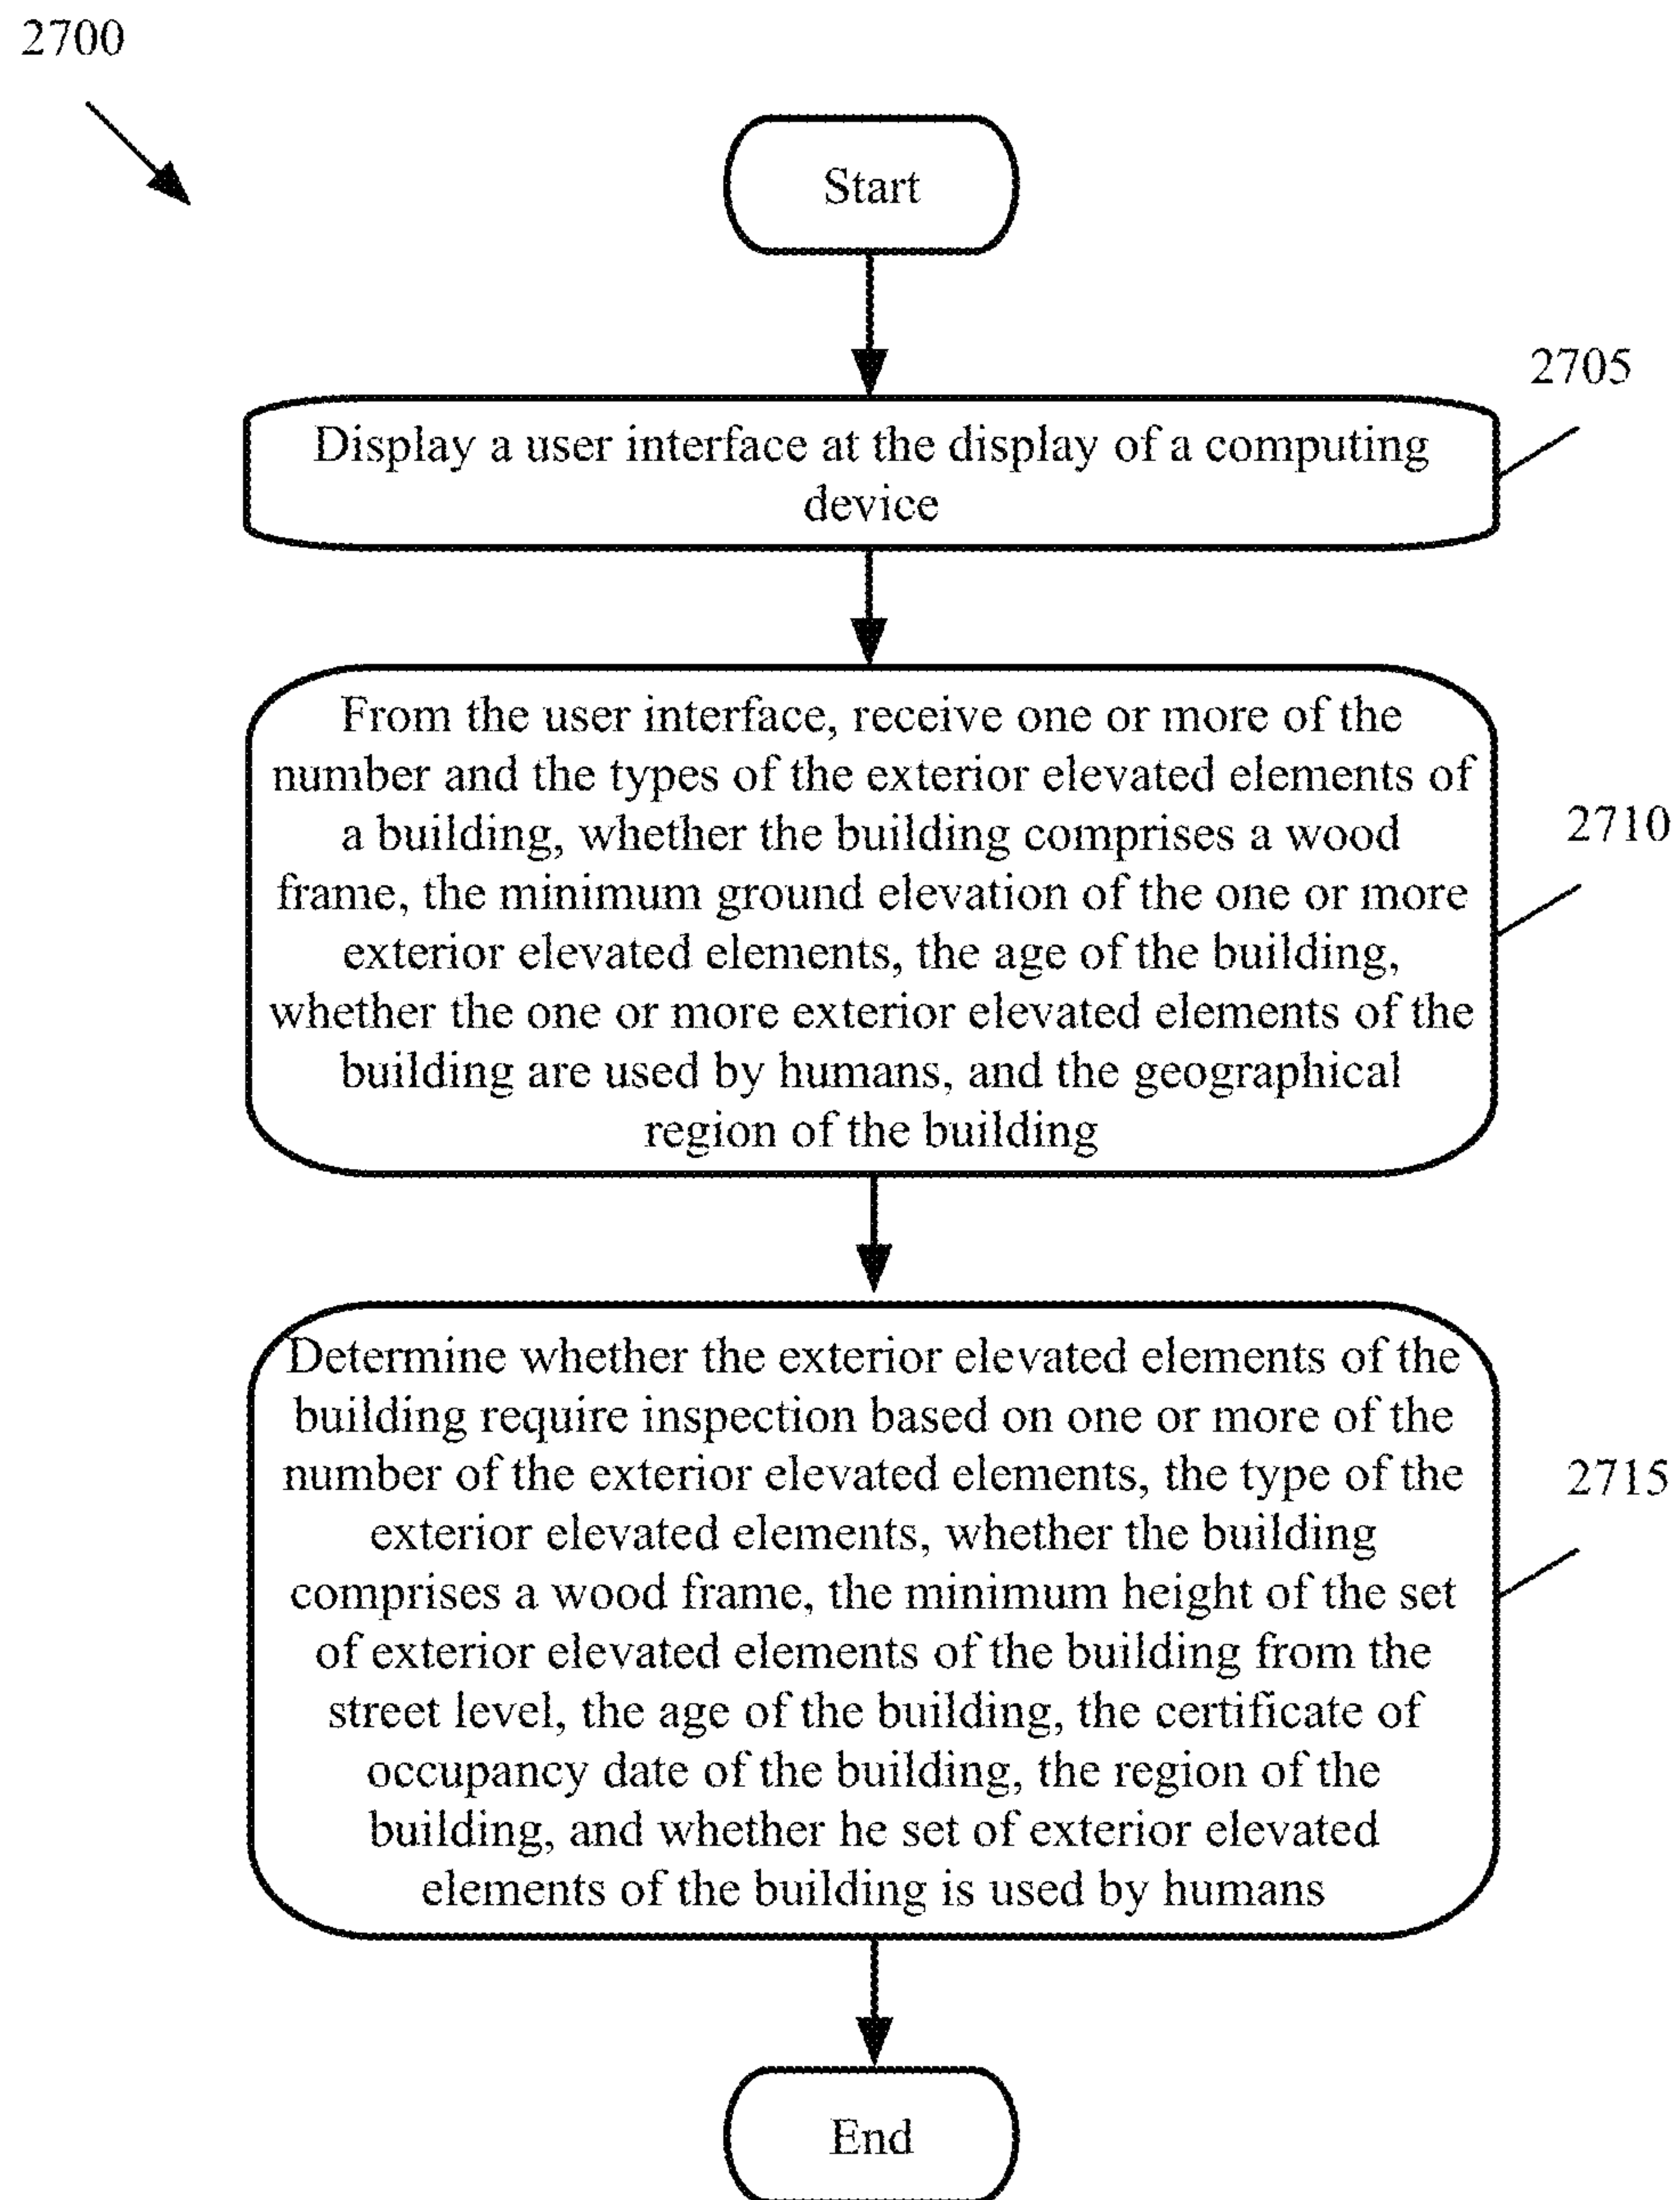 2700
Start
2705
Display a user interface at the display of a computing
device
From the user interface, receive one or more of the
number and the types of the exterior elevated elements of
a building, whether the building comprises a wood
frame, the minimum ground elevation of the one or more
exterior elevated elements, the age of the building,
whether the one or more exterior elevated elements of the
building are used by humans, and the geographical
region of the building
2710
Determine whether the exterior elevated elements of the
building require inspection based on one or more of the
number of the exterior elevated elements, the type of the
exterior elevated elements, whether the building
comprises a wood frame, the minimum height of the set
of exterior elevated elements of the building from the
street level, the age of the building, the certificate of
occupancy date of the building, the region of the
building, and whether he set of exterior elevated
elements of the building is used by humans
2715
End